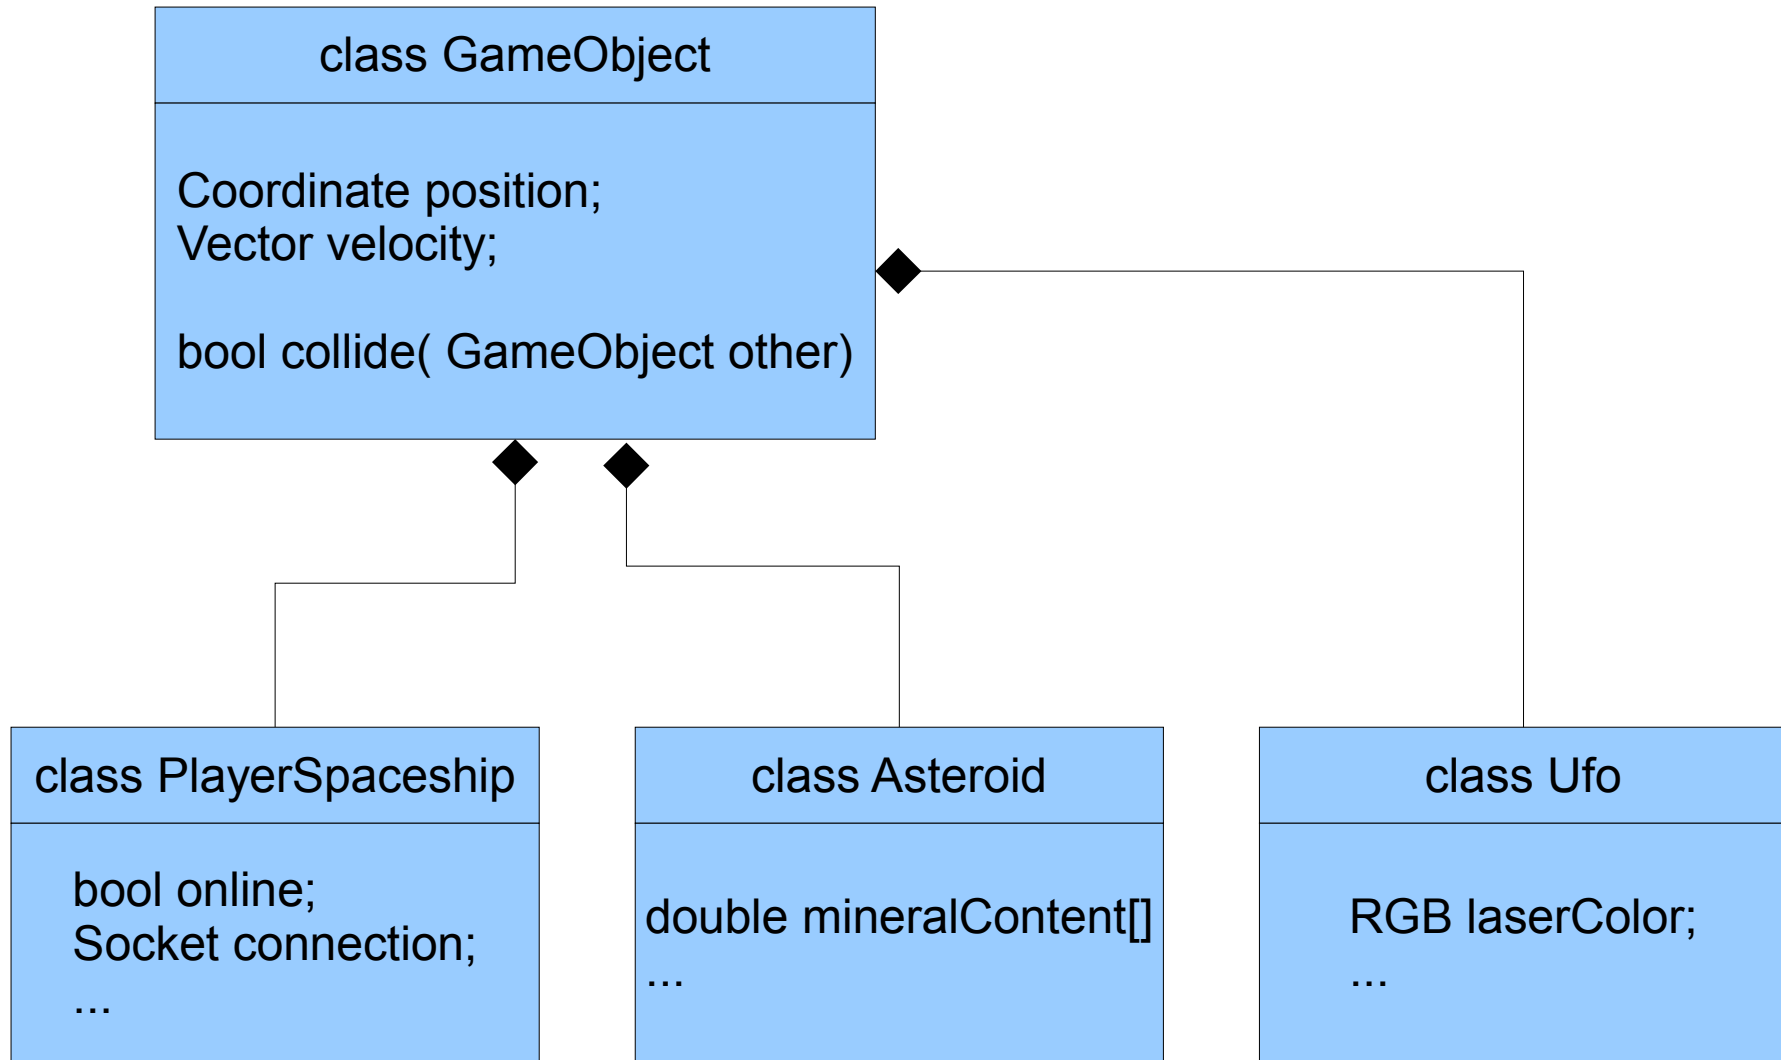 class GameObject
Coordinate position;
Vector velocity;
bool collide( GameObject other)
class PlayerSpaceship
bool online;
Socket connection;
...
class Asteroid
double mineralContent[]
...
class Ufo
RGB laserColor;
...